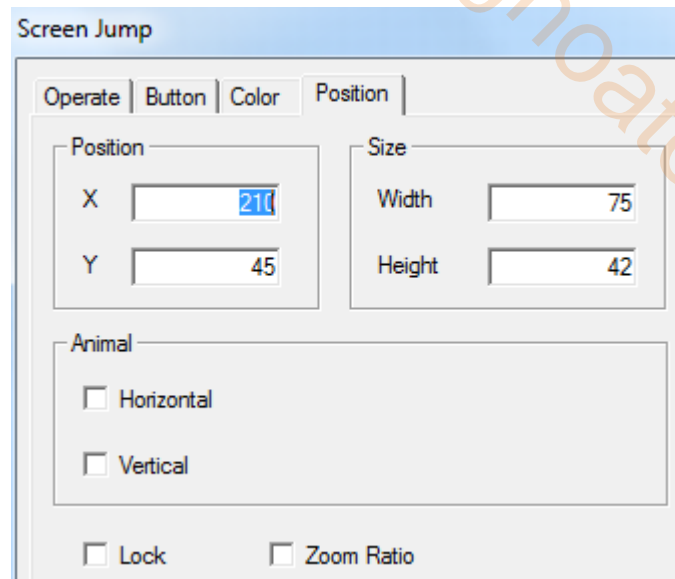 Screen Jump
Operate Button Color Position
Position Size
X 210 Width 75
Y 45 Height 42
Animal
Horizontal
Vertical
Lock Zoom Ratio